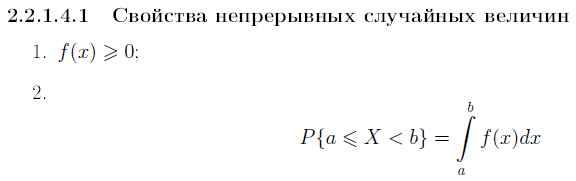 2.2.1.4.1 Свойства непрерывных случайных величин
1. f(x) ⩾ 0;
2.
P{a ⩽ X < b} = ∫_a^b f(x)dx